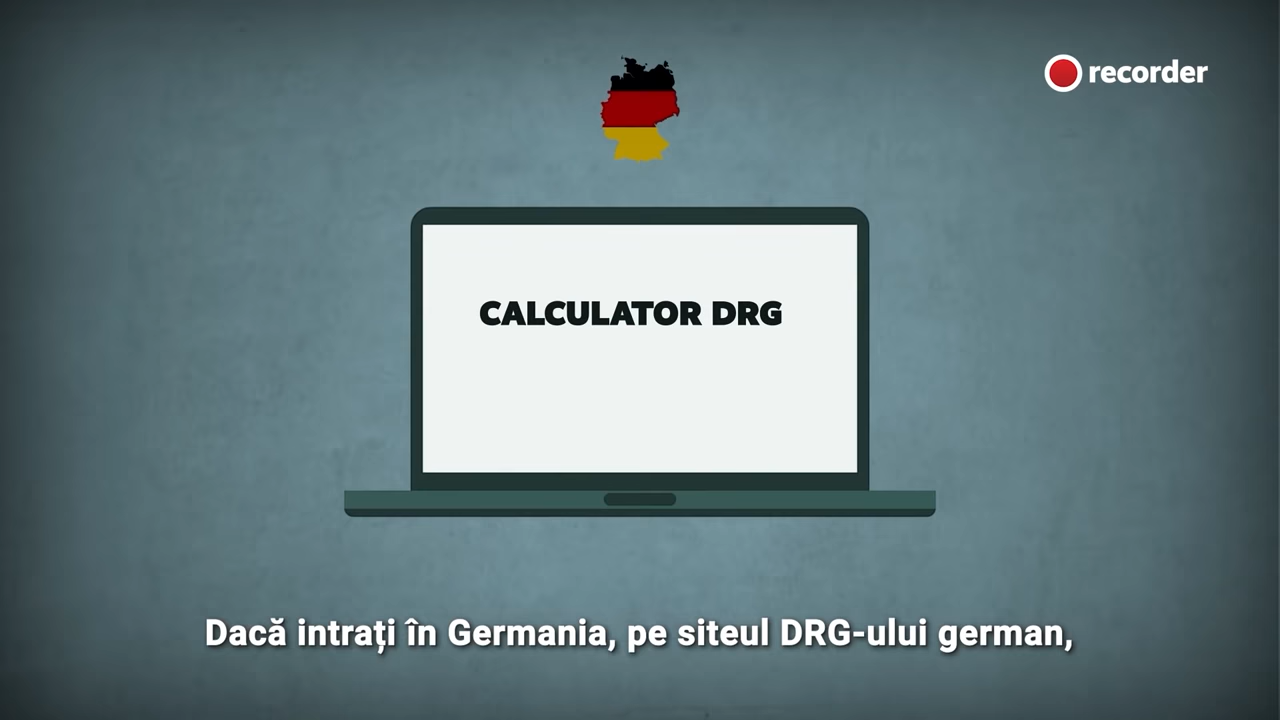 recorder
CALCULATOR DRG
Dacă intrați în Germania, pe siteul DRG-ului german,